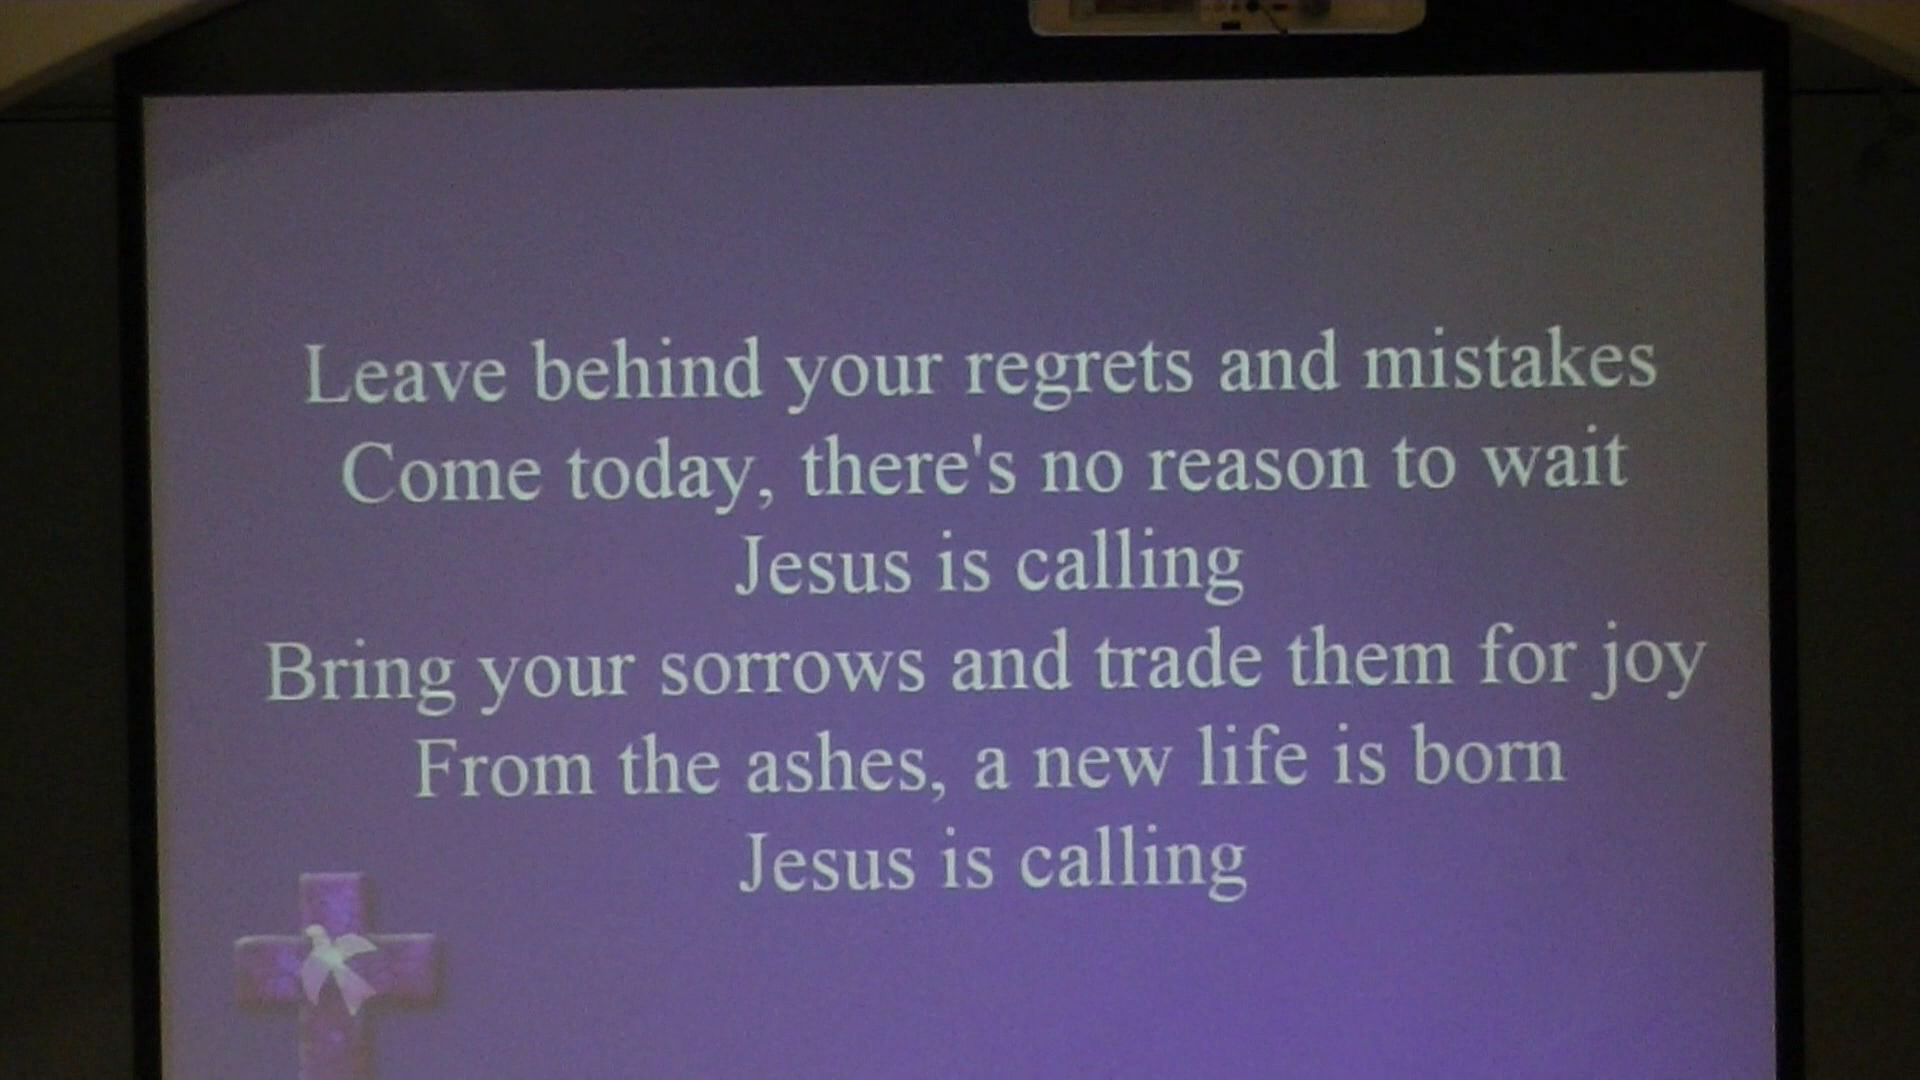 Leave behind your regrets and mistakes
Come today, there's no reason to wait
Jesus is calling
Bring your sorrows and trade them for joy
From the ashes, a new life is born
Jesus is calling